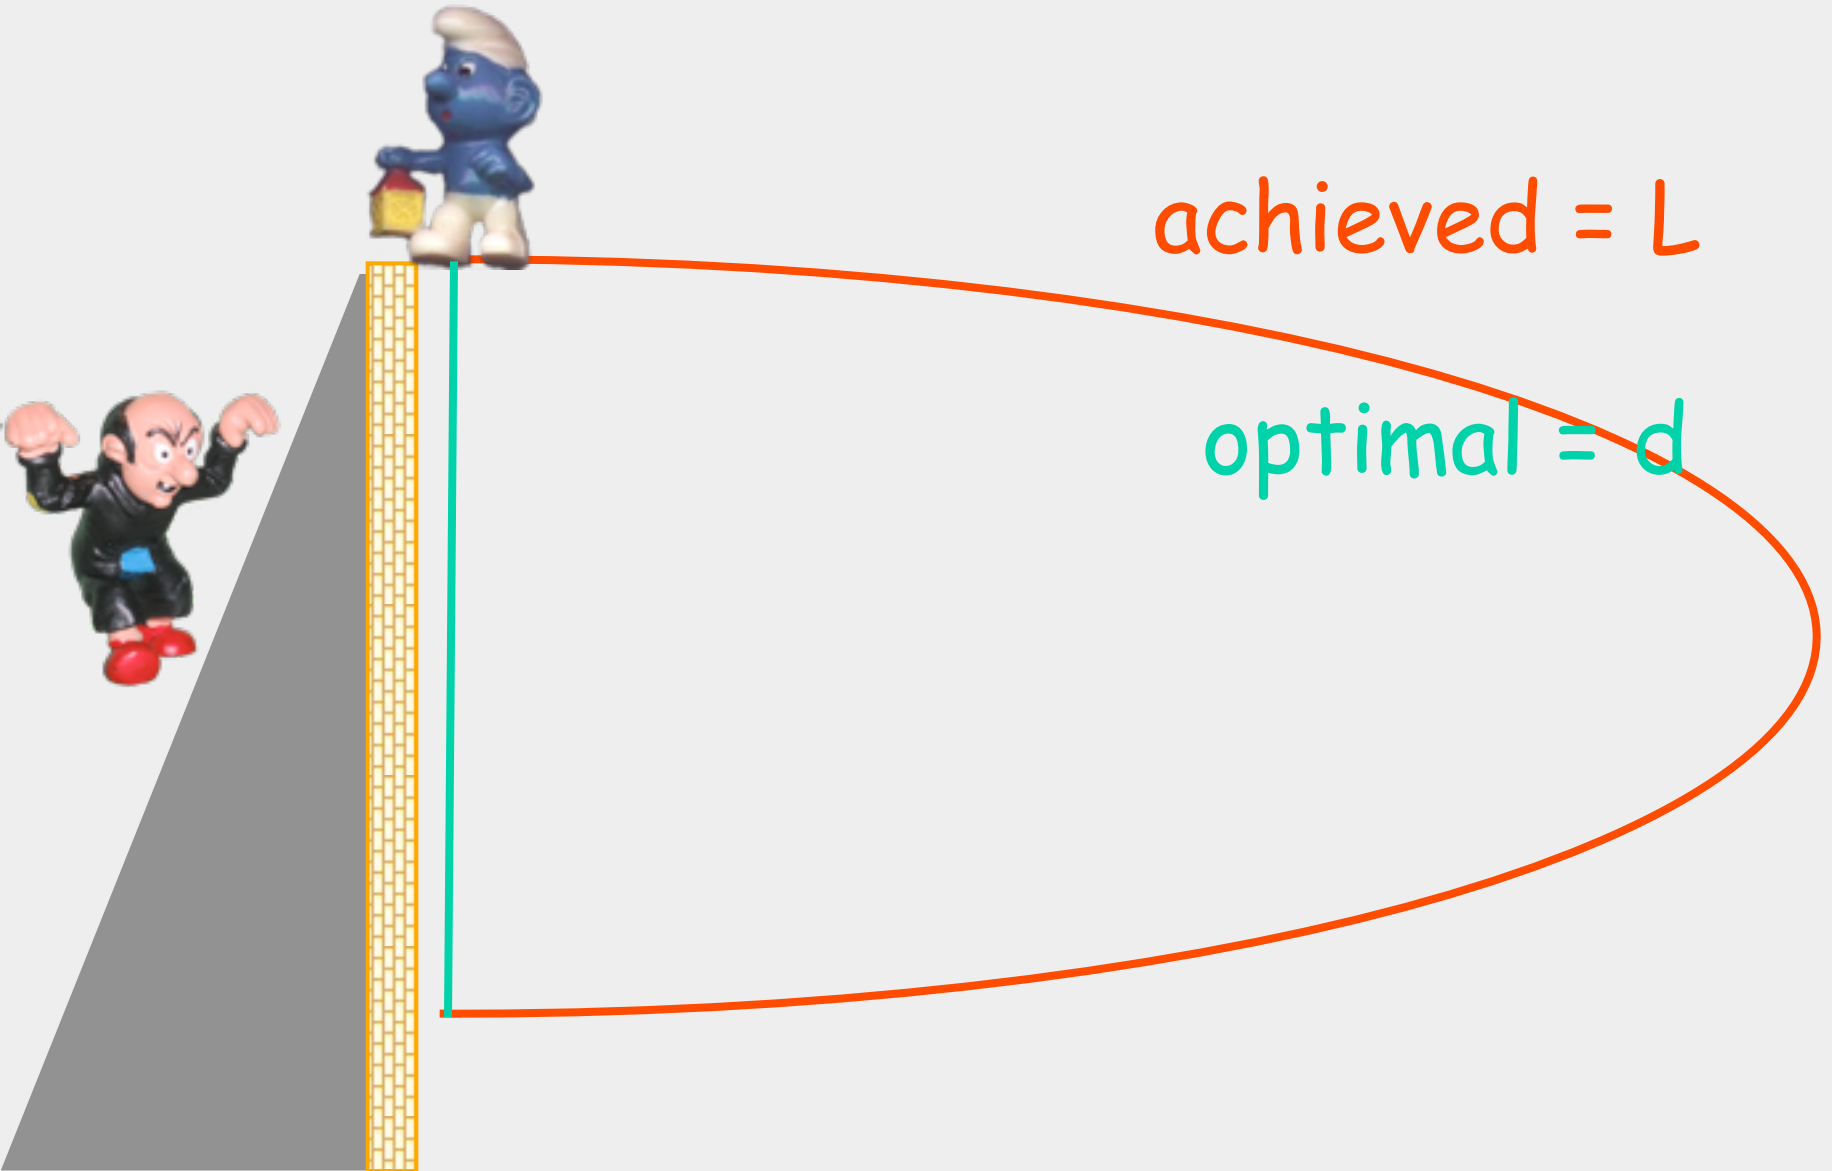 achieved = L
optimal = d